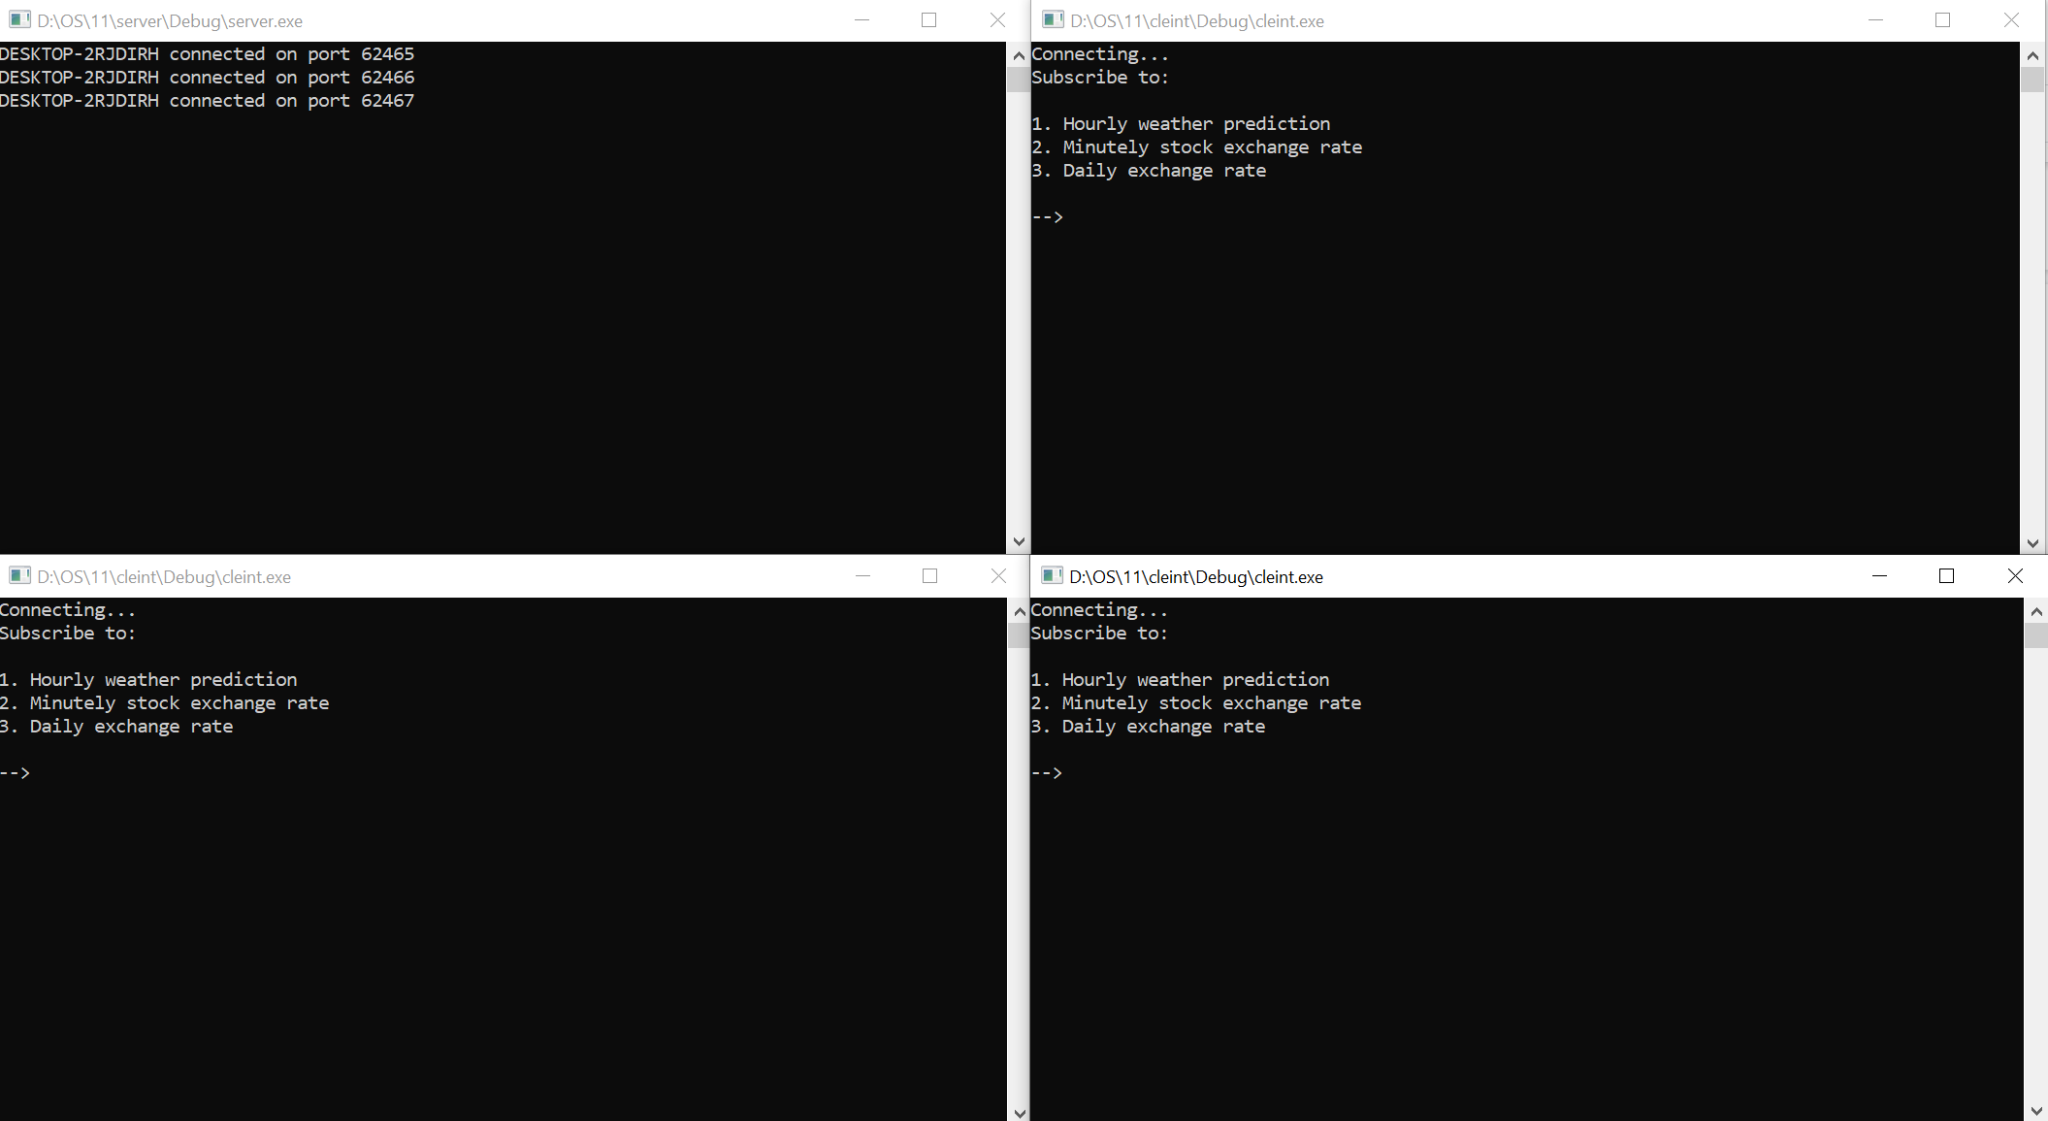 D:\OS\11\server\Debug\server.exe
DESKTOP-2RJDIRH connected on port 62465
DESKTOP-2RJDIRH connected on port 62466
DESKTOP-2RJDIRH connected on port 62467
D:\OS\11\cleint\Debug\cleint.exe
Connecting...
Subscribe to:
1. Hourly weather prediction
2. Minutely stock exchange rate
3. Daily exchange rate
-->
D:\OS\11\cleint\Debug\cleint.exe
Connecting...
Subscribe to:
1. Hourly weather prediction
2. Minutely stock exchange rate
3. Daily exchange rate
-->
D:\OS\11\cleint\Debug\cleint.exe
Connecting...
Subscribe to:
1. Hourly weather prediction
2. Minutely stock exchange rate
3. Daily exchange rate
-->